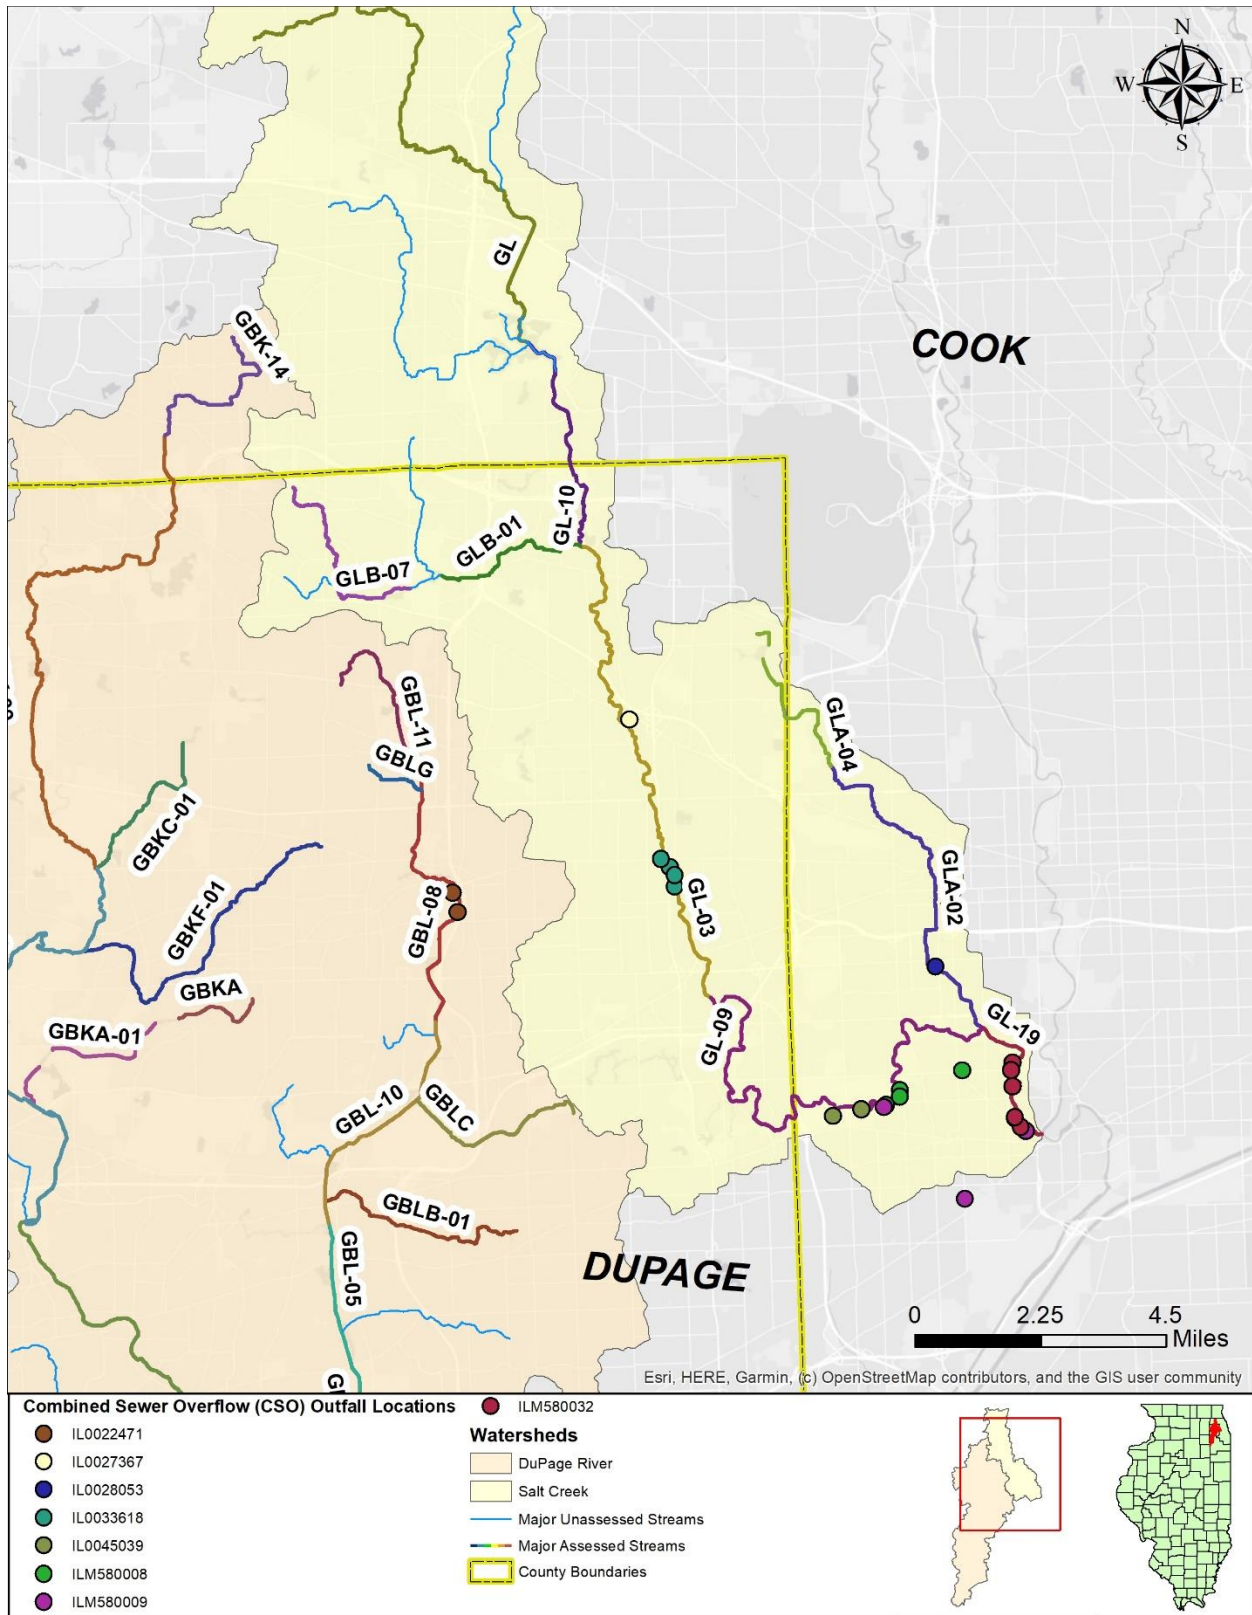 N
W
E
S
GL
COOK
GBK-14
GL-10
GLB-01
GLB-07
GBL-11
GLA-04
GBLG
GBKC-01
GLA-02
GBKF-01
GBL-08
GL-03
GBKA
GBKA-01
GL-09
GL-19
GBL-10
GBLC
GBLB-01
GBL-05
DUPAGE
0 2.25 4.5
Miles
Esri, HERE, Garmin, (c) OpenStreetMap contributors, and the GIS user community
Combined Sewer Overflow (CSO) Outfall Locations
IL0022471
IL0027367
IL0028053
IL0033618
IL0045039
ILM580008
ILM580009
ILM580032
Watersheds
DuPage River
Salt Creek
Major Unassessed Streams
Major Assessed Streams
County Boundaries